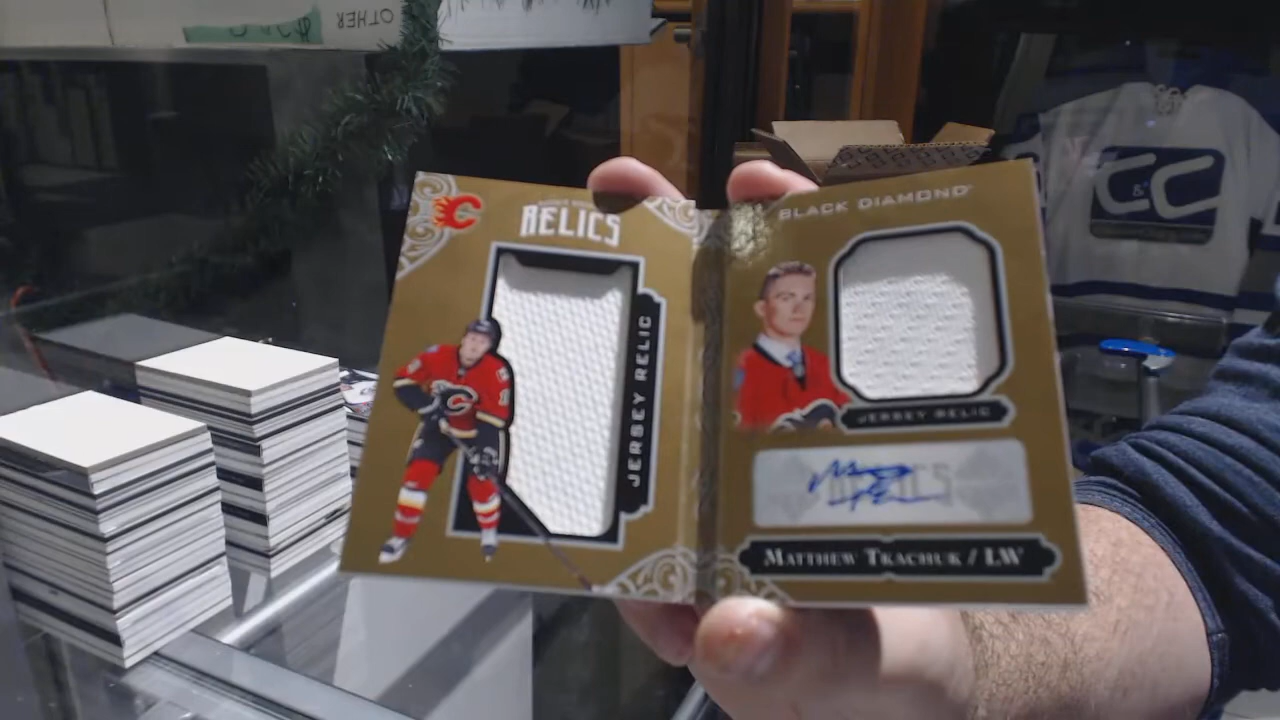 OTHER
RELICS
JERSEY RELIC
BLACK DIAMOND
JERSEY RELIC
MATTHEW TKACHUK / LW
C&C